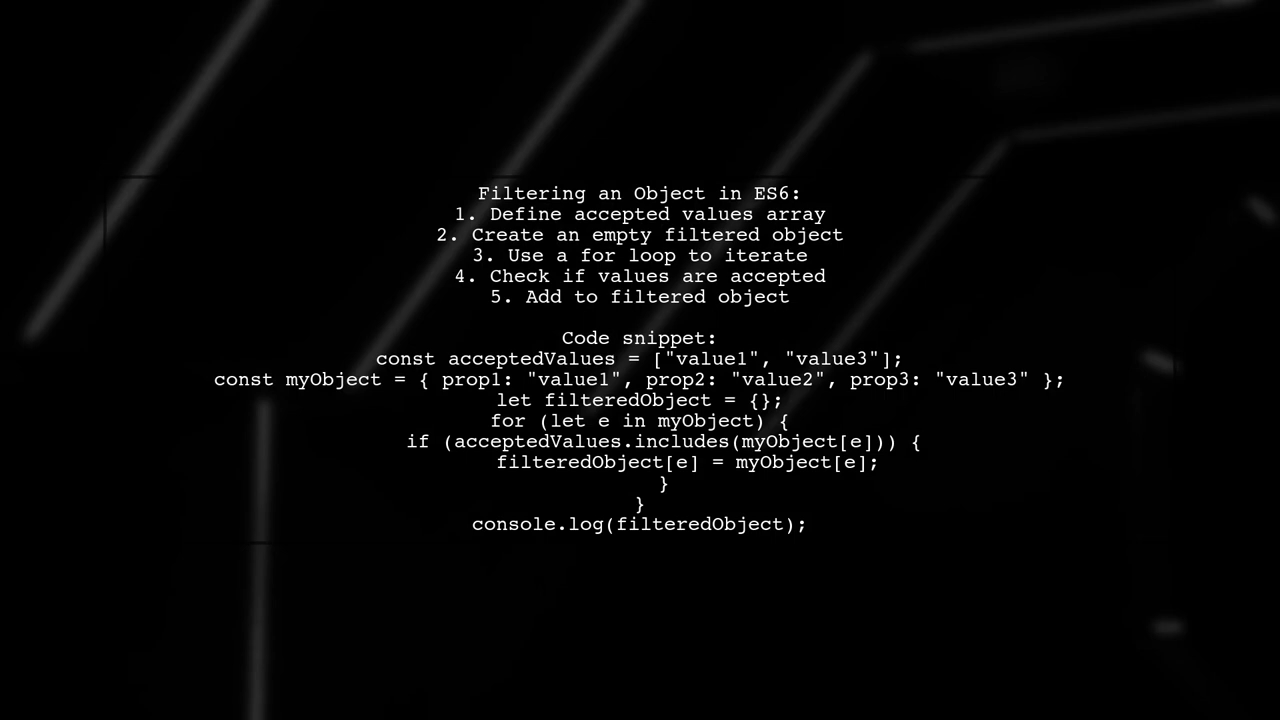 Filtering an Object in ES6:
1. Define accepted values array
2. Create an empty filtered object
3. Use a for loop to iterate
4. Check if values are accepted
5. Add to filtered object
Code snippet:
const acceptedValues = ["value1", "value3"];
const myObject = { prop1: "value1", prop2: "value2", prop3: "value3" };
let filteredObject = {};
for (let e in myObject) {
if (acceptedValues.includes(myObject[e])) {
filteredObject[e] = myObject[e];
}
}
console.log(filteredObject);